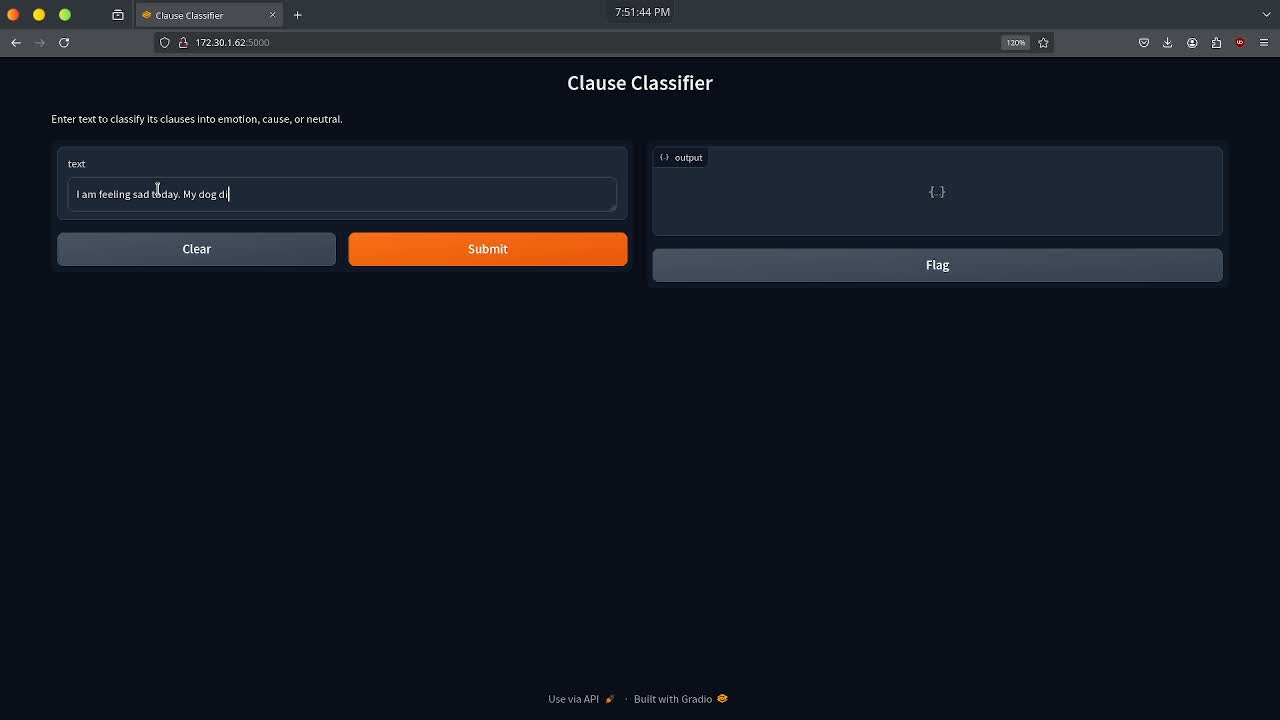 7:51:44 PM
Clause Classifier
172.30.1.62:5000
120%
Clause Classifier
Enter text to classify its clauses into emotion, cause, or neutral.
text
I am feeling sad today. My dog di
Clear
Submit
output
Flag
Use via API · Built with Gradio